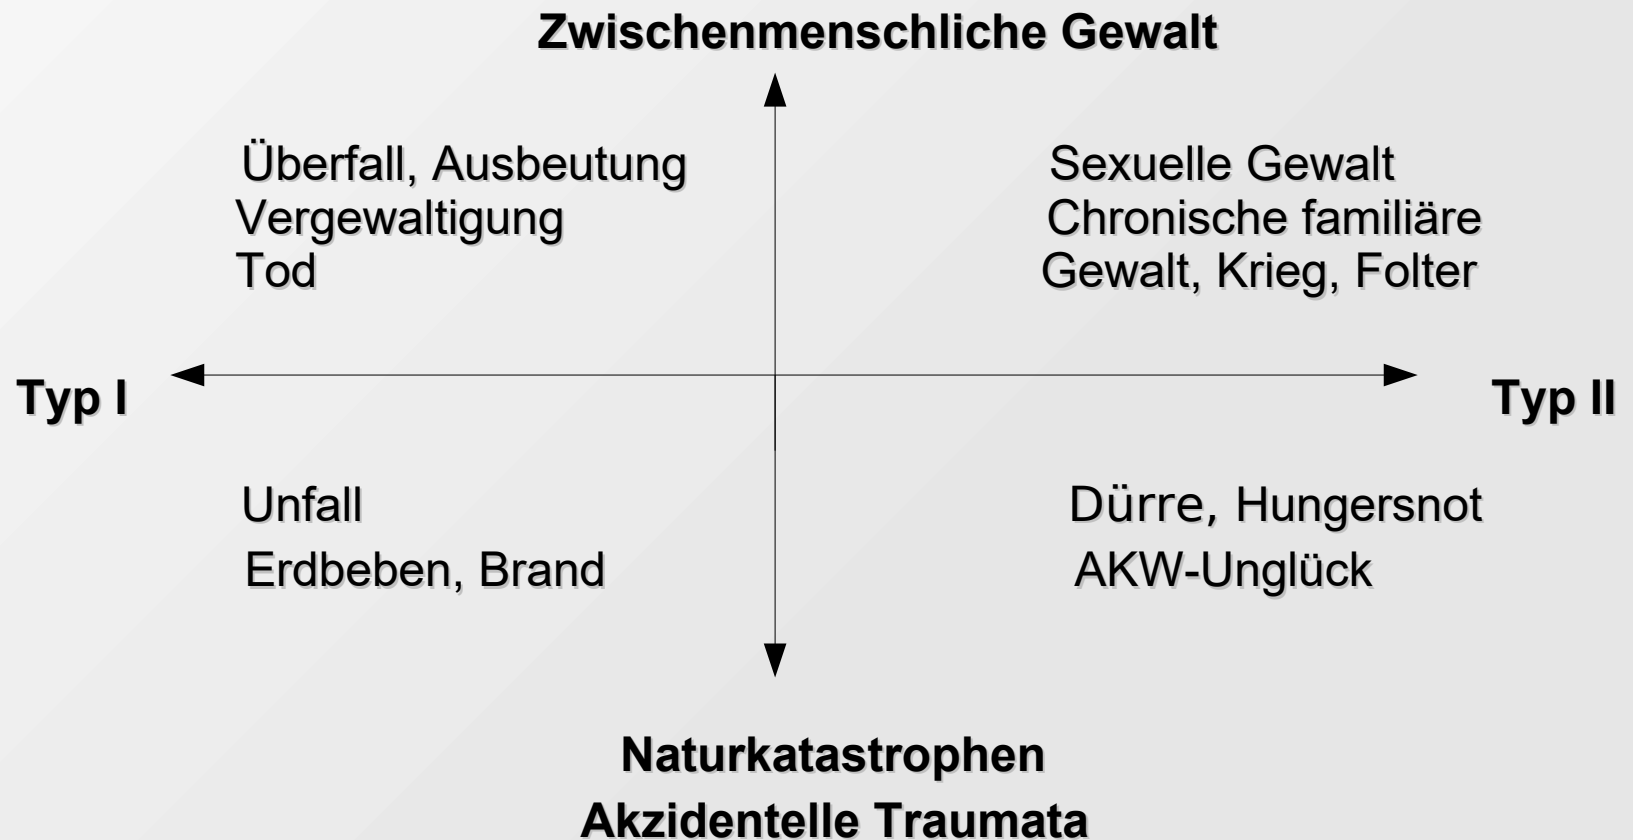 Zwischenmenschliche Gewalt
Überfall, Ausbeutung
Vergewaltigung
Tod
Sexuelle Gewalt
Chronische familiäre
Gewalt, Krieg, Folter
Typ I
Typ II
Unfall
Erdbeben, Brand
Dürre, Hungersnot
AKW-Unglück
Naturkatastrophen
Akzidentelle Traumata